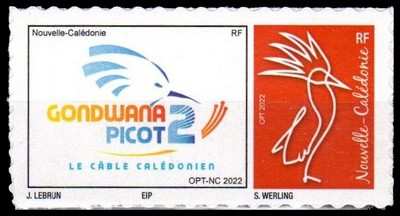 Nouvelle-Calédonie RF
GONDWANA
PICOT 2
LE CÂBLE CALÉDONIEN
OPT-NC 2022
J. LEBRUN EIP S. WERLING
RF
OPT 2022
Nouvelle-Calédonie